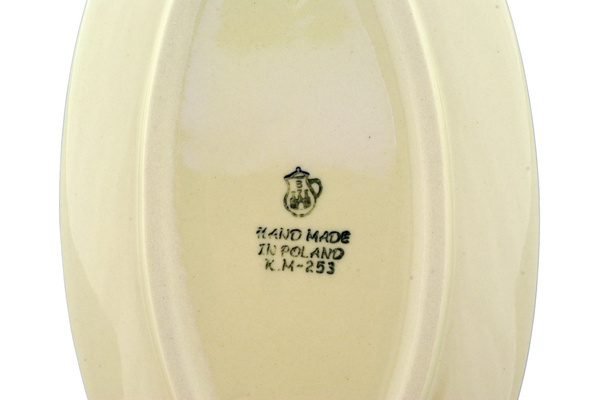 B
HAND MADE
IN POLAND
K.M-253